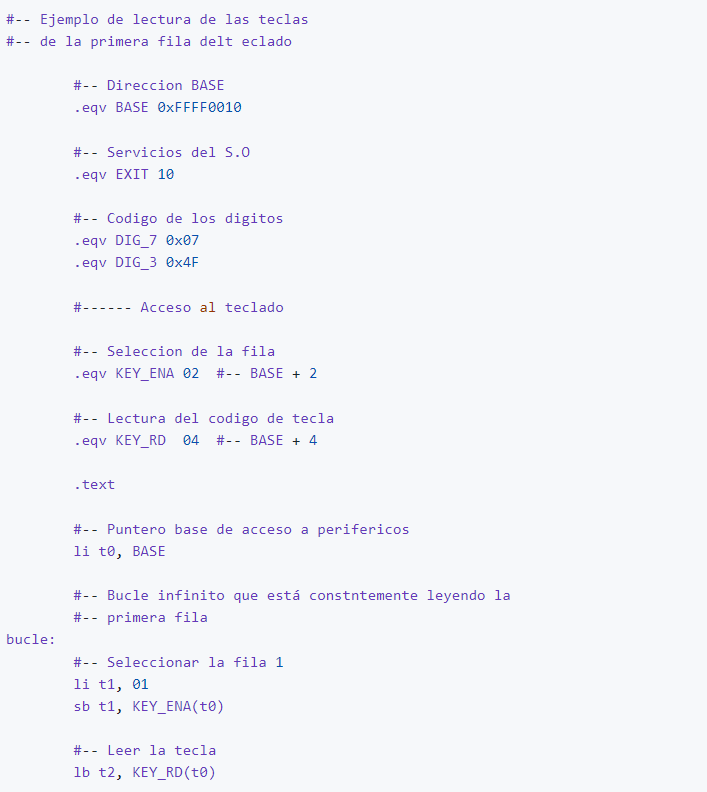 #-- Ejemplo de lectura de las teclas
#-- de la primera fila delt eclado
#-- Direccion BASE
.eqv BASE 0xFFFF0010
#-- Servicios del S.O
.eqv EXIT 10
#-- Codigo de los digitos
.eqv DIG_7 0x07
.eqv DIG_3 0x4F
#------ Acceso al teclado
#-- Seleccion de la fila
.eqv KEY_ENA 02  #-- BASE + 2
#-- Lectura del codigo de tecla
.eqv KEY_RD  04  #-- BASE + 4
.text
#-- Puntero base de acceso a perifericos
li t0, BASE
#-- Bucle infinito que está constntemente leyendo la
#-- primera fila
bucle:
#-- Seleccionar la fila 1
li t1, 01
sb t1, KEY_ENA(t0)
#-- Leer la tecla
lb t2, KEY_RD(t0)